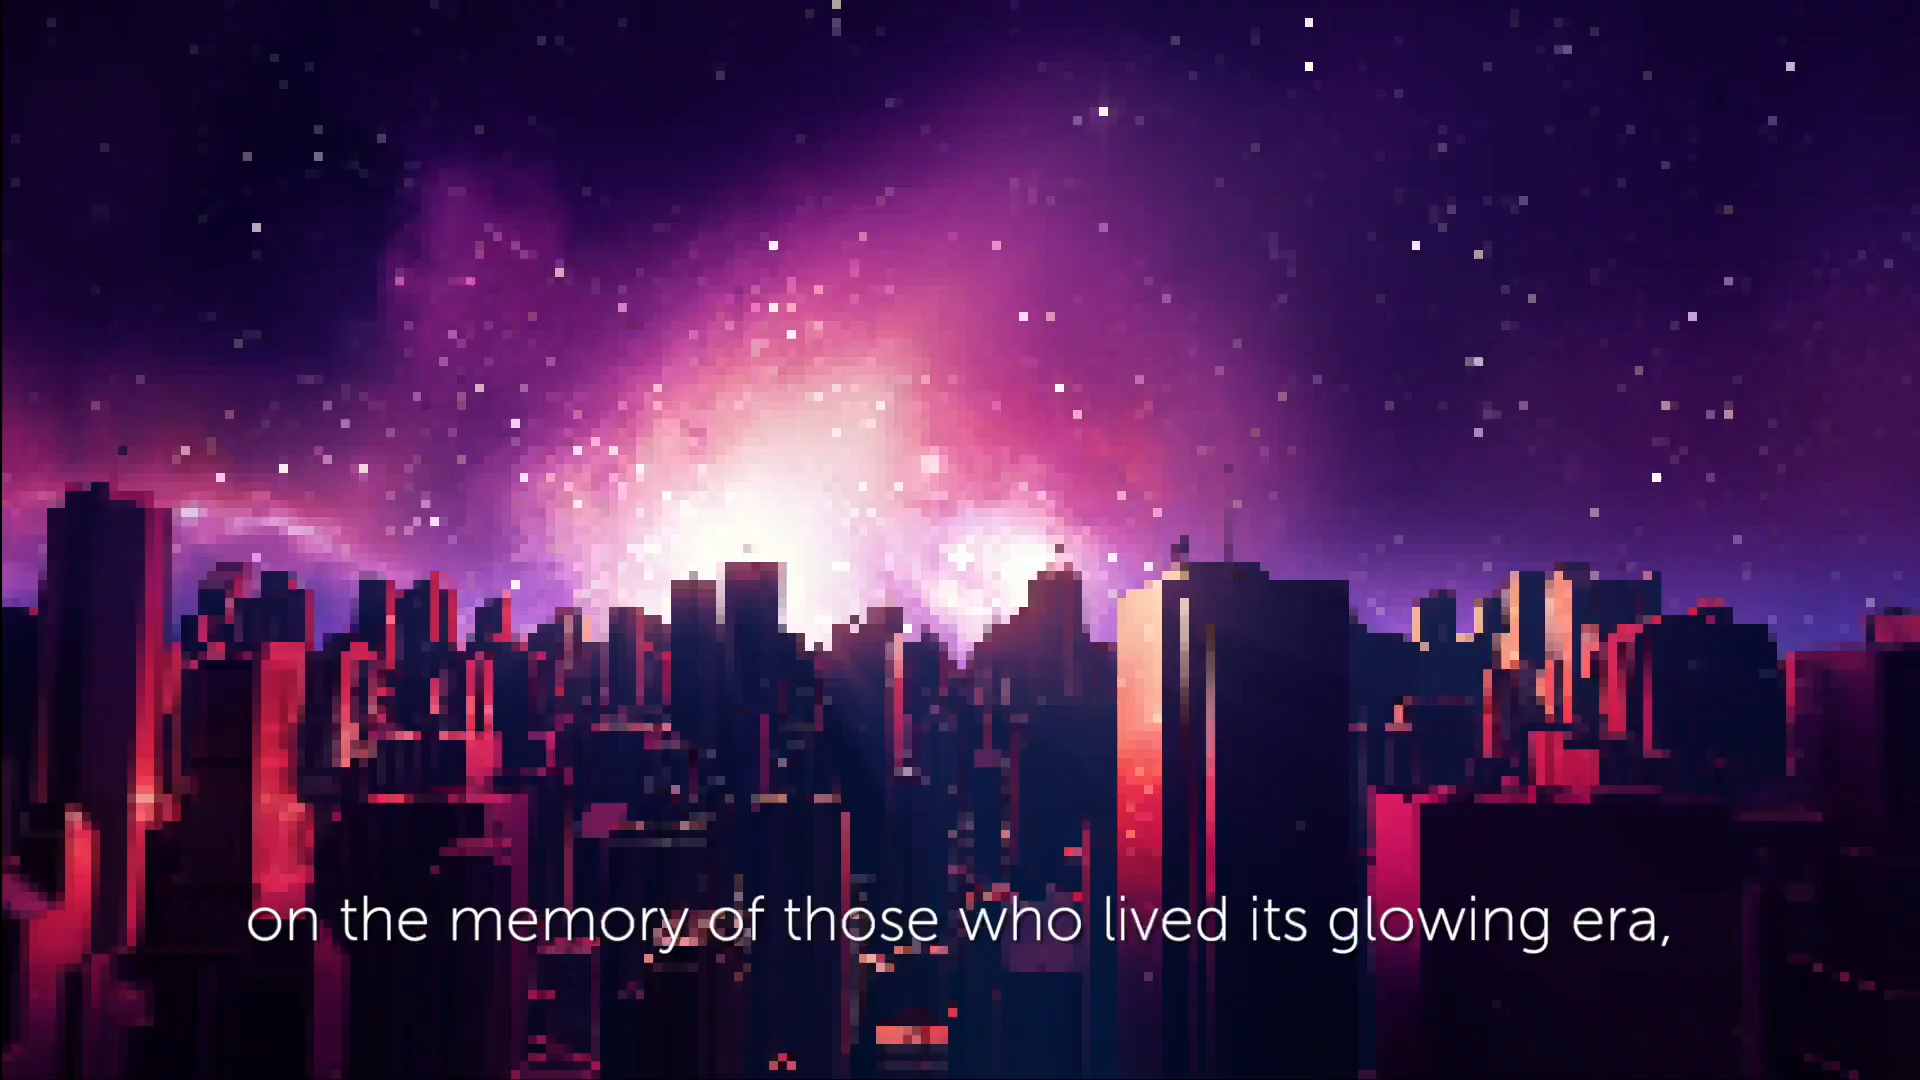 on the memory of those who lived its glowing era,